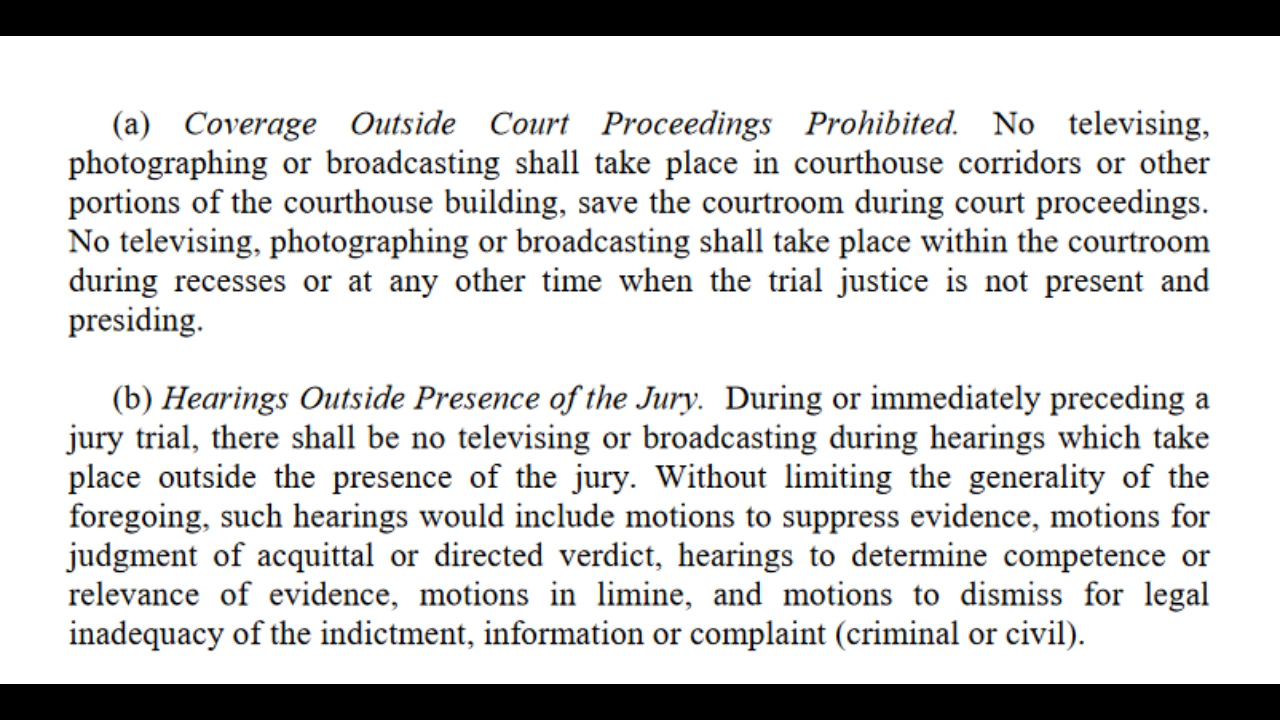 (a) Coverage Outside Court Proceedings Prohibited. No televising,
photographing or broadcasting shall take place in courthouse corridors or other
portions of the courthouse building, save the courtroom during court proceedings.
No televising, photographing or broadcasting shall take place within the courtroom
during recesses or at any other time when the trial justice is not present and
presiding.
(b) Hearings Outside Presence of the Jury. During or immediately preceding a
jury trial, there shall be no televising or broadcasting during hearings which take
place outside the presence of the jury. Without limiting the generality of the
foregoing, such hearings would include motions to suppress evidence, motions for
judgment of acquittal or directed verdict, hearings to determine competence or
relevance of evidence, motions in limine, and motions to dismiss for legal
inadequacy of the indictment, information or complaint (criminal or civil).